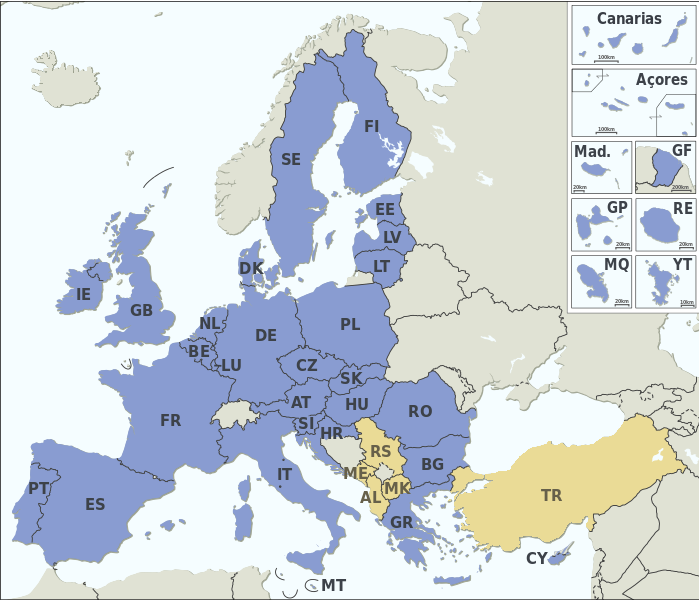 Canarias
100km
Açores
100km
Mad.
20km
GF
200km
GP
20km
RE
20km
MQ
20km
YT
10km
FI
SE
EE
LV
LT
DK
IE
GB
NL
DE
PL
BE
LU
CZ
SK
AT
HU
RO
SI
HR
FR
RS
BG
IT
ME
MK
AL
TR
PT
ES
GR
CY
MT